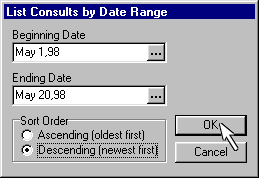 List Consults by Date Range
Beginning Date
May 1,98
...
Ending Date
May 20,98
...
Sort Order
Ascending (oldest first)
Descending (newest first)
OK
Cancel